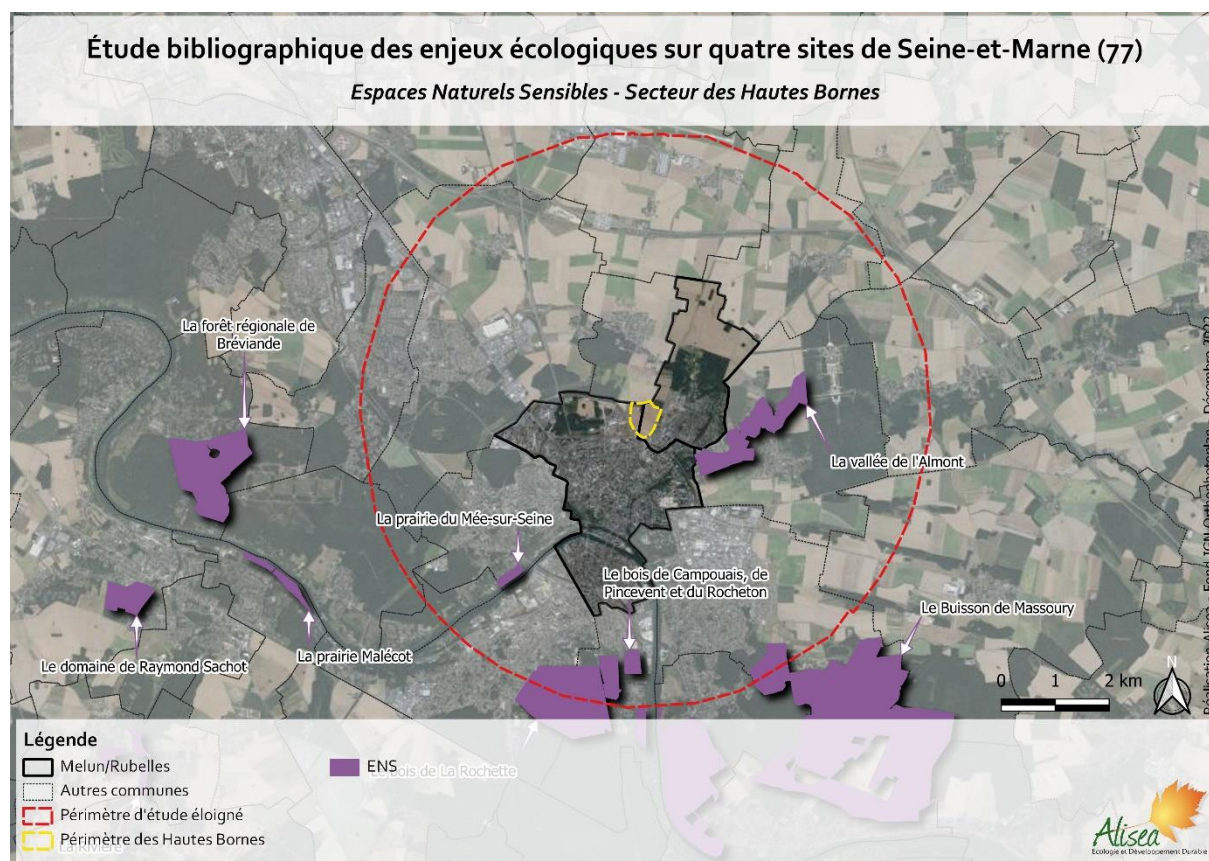 Étude bibliographique des enjeux écologiques sur quatre sites de Seine-et-Marne (77)
Espaces Naturels Sensibles - Secteur des Hautes Bornes
La forêt régionale de
Bréviande
La vallée de l'Almont
La prairie du Mée-sur-Seine
Le bois de Campouais, de
Pincevent et du Rocheton
Le Buisson de Massoury
Le domaine de Raymond Sachot
La prairie Malécot
N
0 1 2 km
Légende
Melun/Rubelles
Autres communes
Périmètre d'étude éloigné
Périmètre des Hautes Bornes
ENS
Le bois de La Rochette
La Rivière
Alisea
Ecologie et Développement Durable